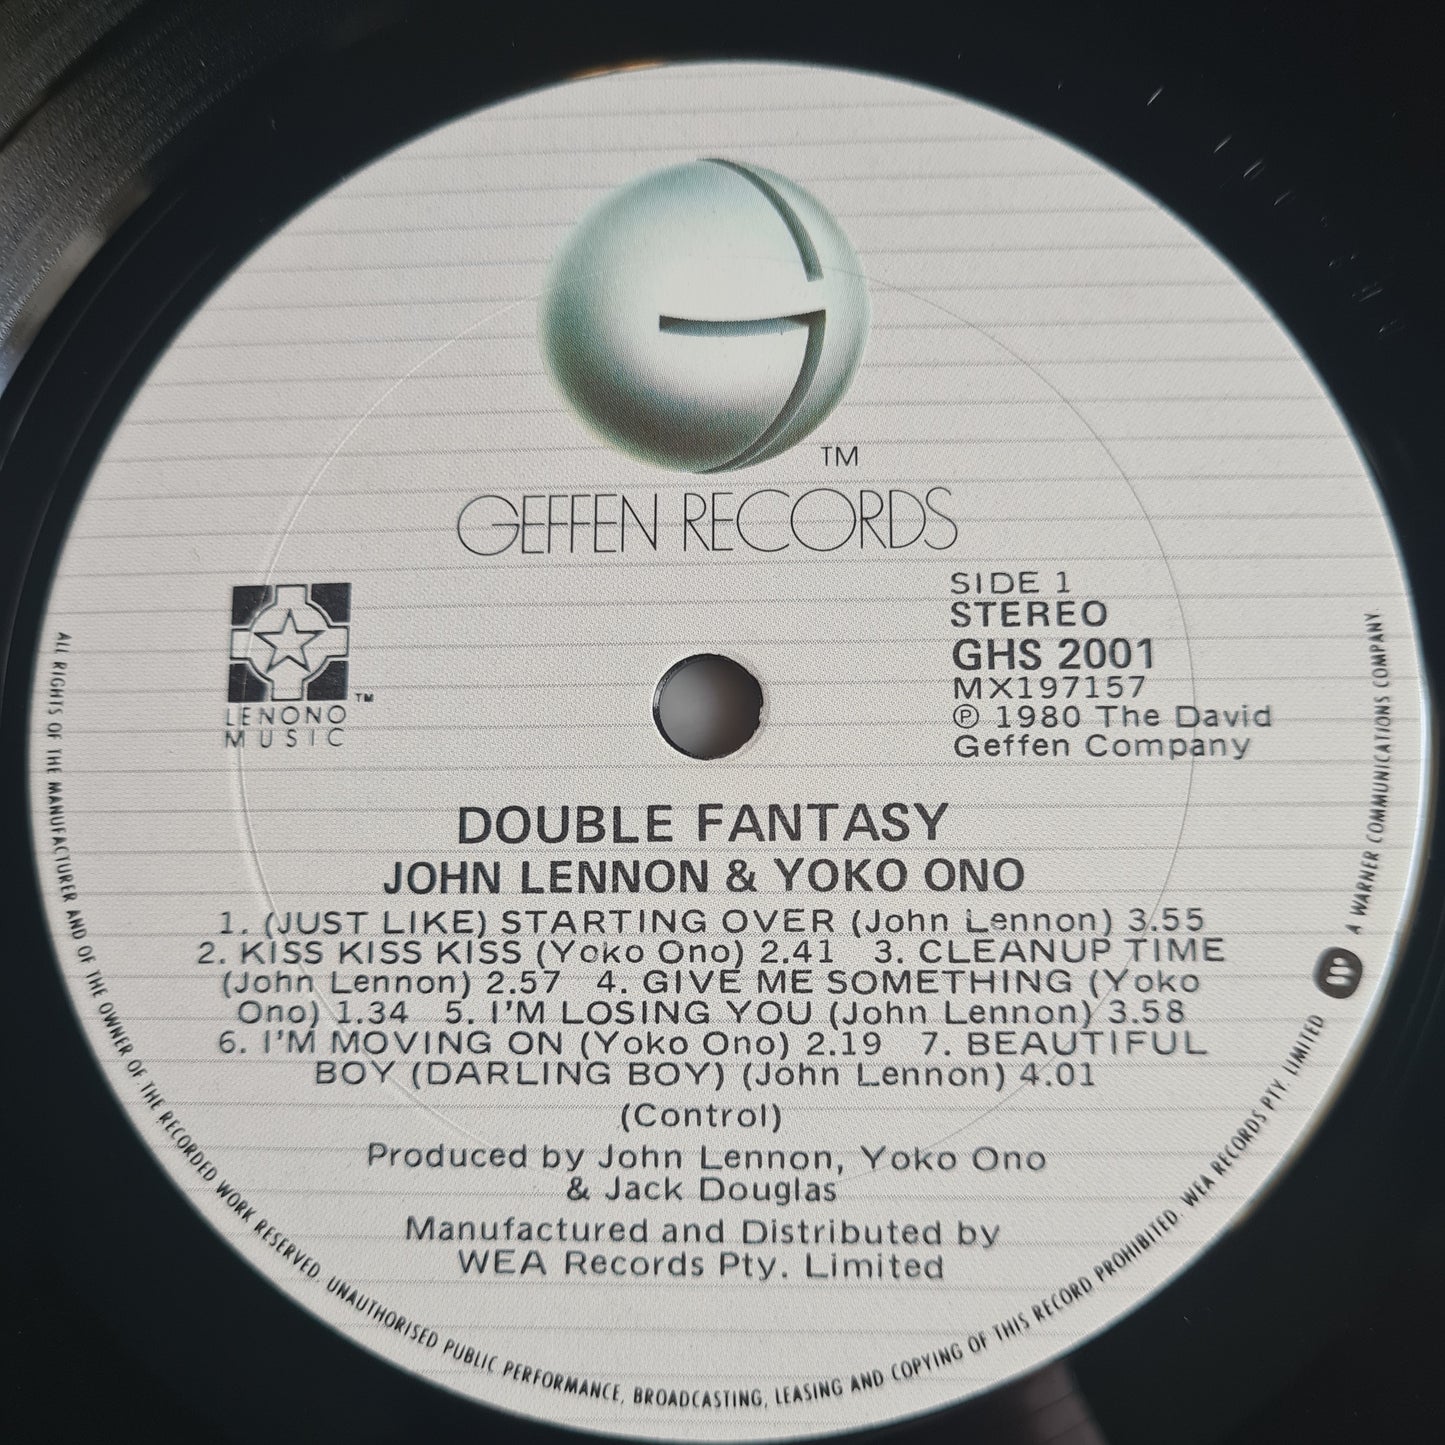 TM
GEFFEN RECORDS
SIDE 1
STEREO
GHS 2001
MX197157
℗ 1980 The David
Geffen Company
TM
LENONO
MUSIC
DOUBLE FANTASY
JOHN LENNON & YOKO ONO
1. (JUST LIKE) STARTING OVER (John Lennon) 3.55
2. KISS KISS KISS (Yoko Ono) 2.41 3. CLEANUP TIME
(John Lennon) 2.57 4. GIVE ME SOMETHING (Yoko
Ono) 1.34 5. I'M LOSING YOU (John Lennon) 3.58
6. I'M MOVING ON (Yoko Ono) 2.19 7. BEAUTIFUL
BOY (DARLING BOY) (John Lennon) 4.01
(Control)
Produced by John Lennon, Yoko Ono
& Jack Douglas
Manufactured and Distributed by
WEA Records Pty. Limited
ALL RIGHTS OF THE MANUFACTURER AND OF THE OWNER OF THE RECORDED WORK RESERVED. UNAUTHORISED PUBLIC PERFORMANCE, BROADCASTING, LEASING AND COPYING OF THIS RECORD PROHIBITED. WEA RECORDS PTY. LIMITED A WARNER COMMUNICATIONS COMPANY